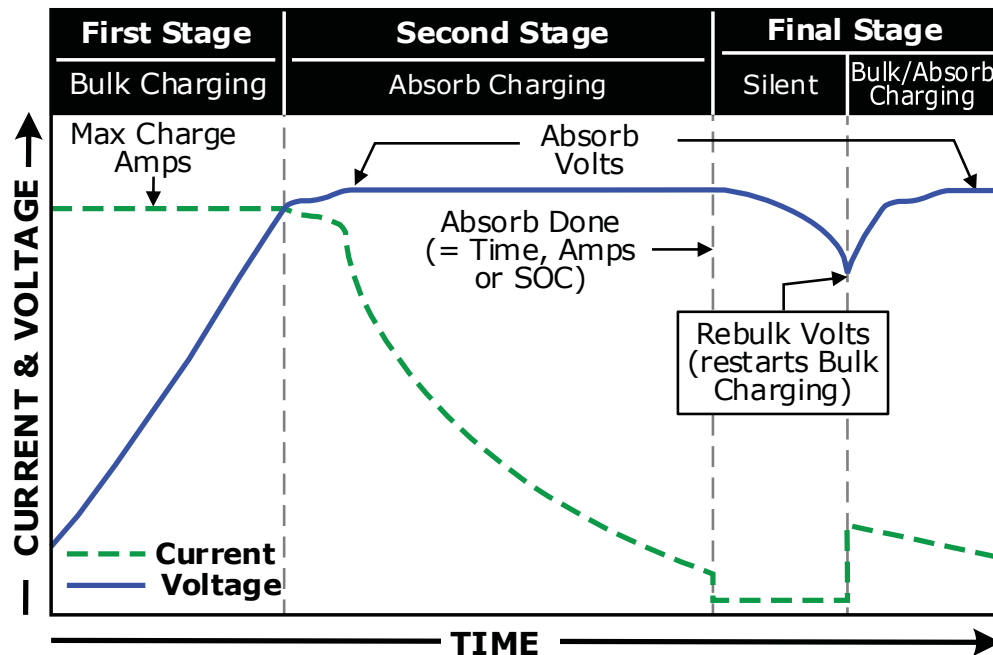 First Stage
Second Stage
Final Stage
Bulk Charging
Absorb Charging
Silent
Bulk/Absorb
Charging
Max Charge
Amps
Absorb
Volts
Absorb Done
(= Time, Amps
or SOC)
Rebulk Volts
(restarts Bulk
Charging)
CURRENT & VOLTAGE
Current
Voltage
TIME